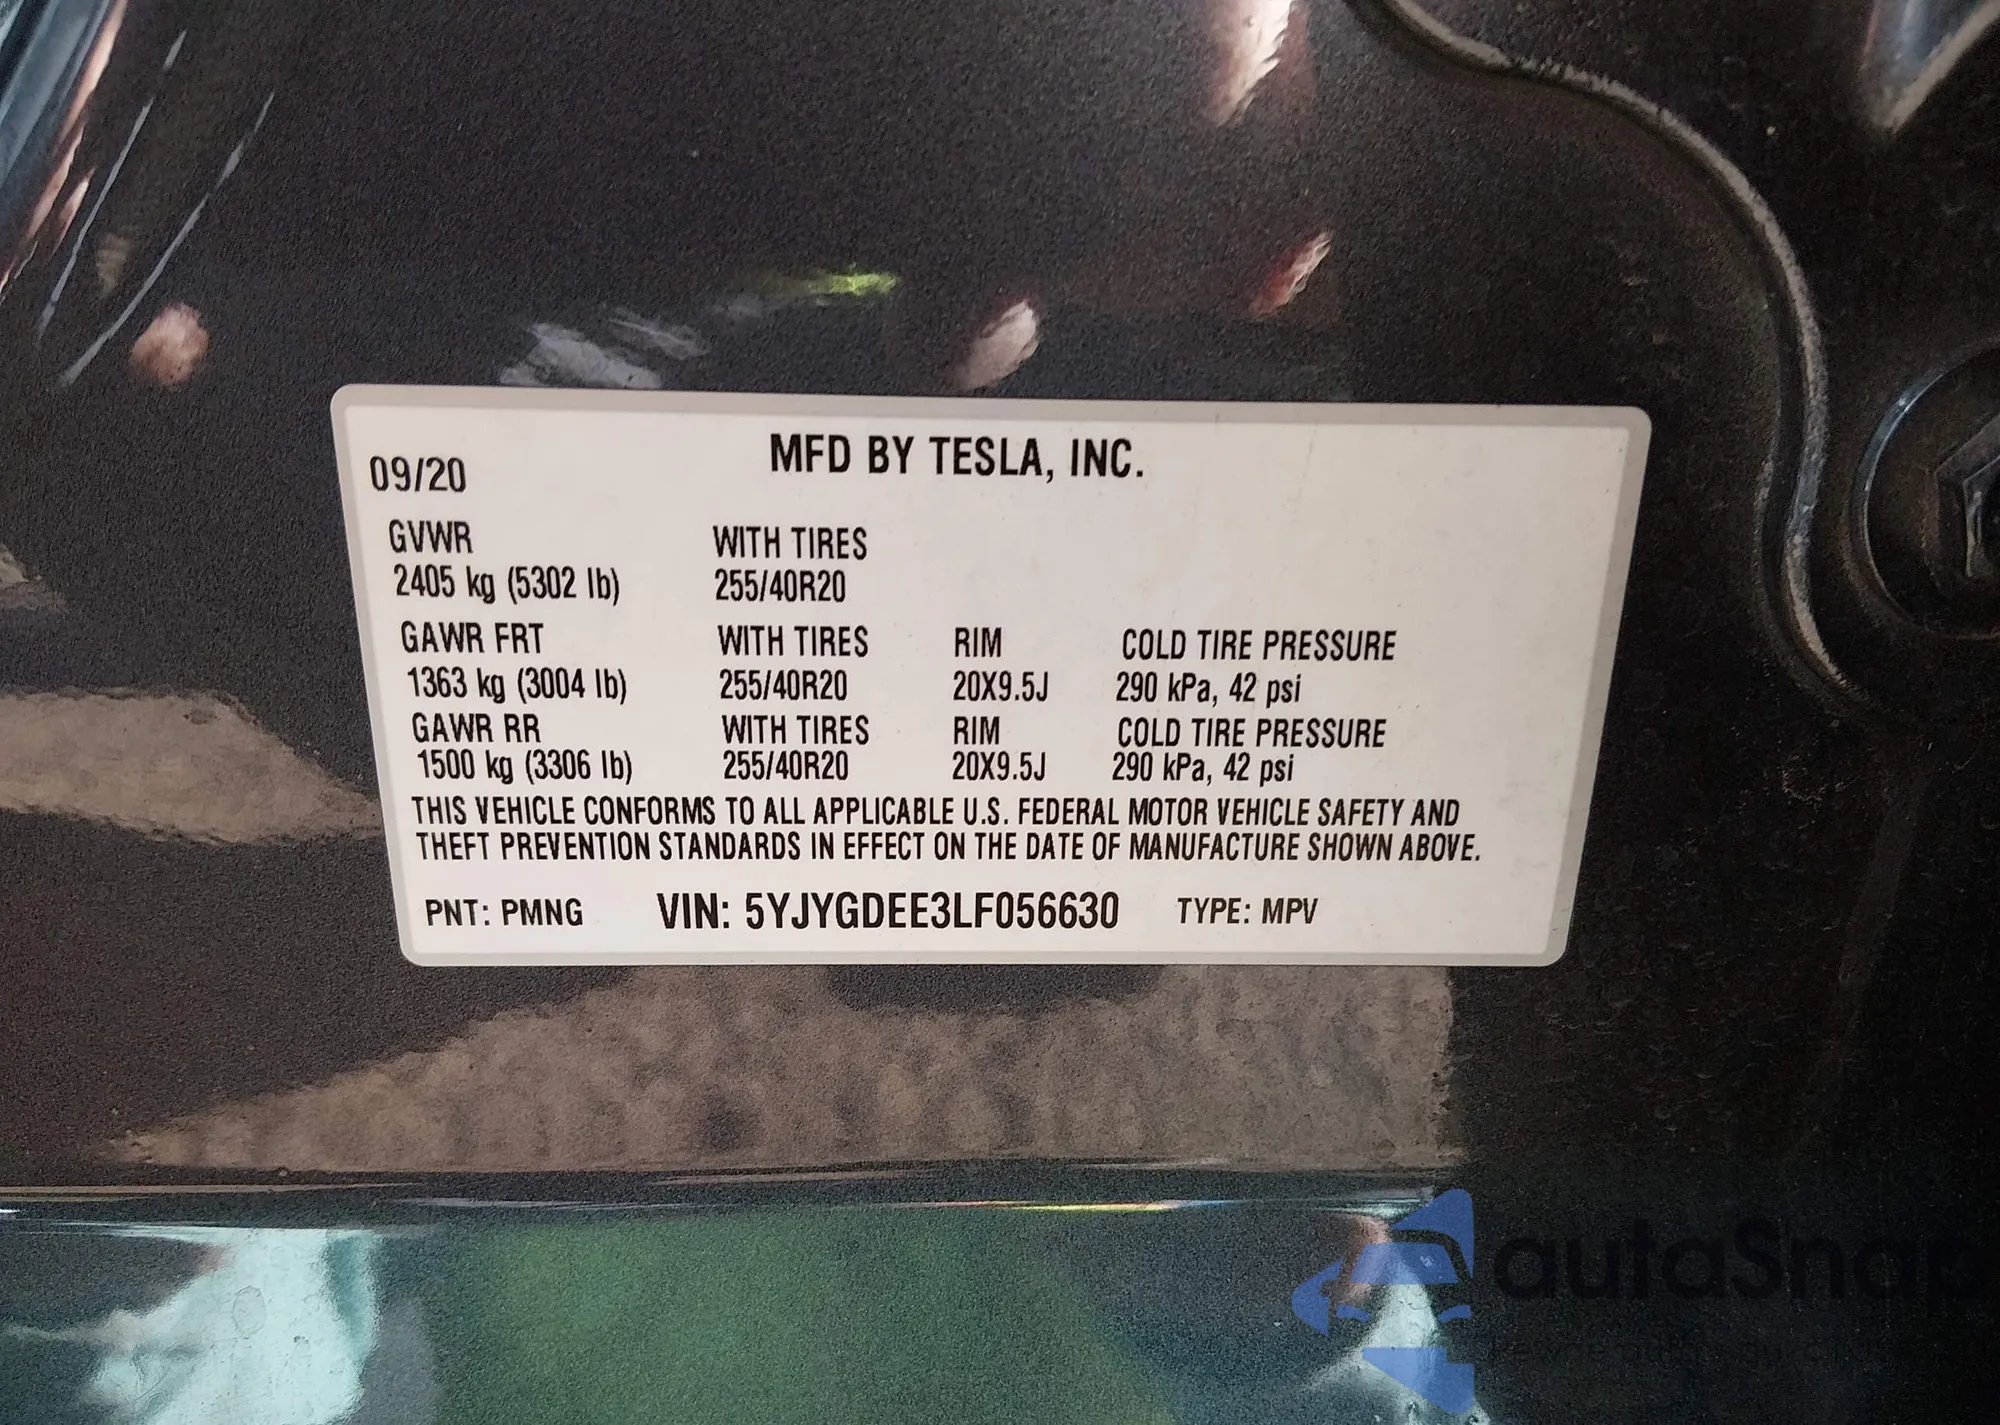 MFD BY TESLA, INC.
09/20
GVWR WITH TIRES
2405 kg (5302 lb) 255/40R20
GAWR FRT WITH TIRES RIM COLD TIRE PRESSURE
1363 kg (3004 lb) 255/40R20 20X9.5J 290 kPa, 42 psi
GAWR RR WITH TIRES RIM COLD TIRE PRESSURE
1500 kg (3306 lb) 255/40R20 20X9.5J 290 kPa, 42 psi
THIS VEHICLE CONFORMS TO ALL APPLICABLE U.S. FEDERAL MOTOR VEHICLE SAFETY AND
THEFT PREVENTION STANDARDS IN EFFECT ON THE DATE OF MANUFACTURE SHOWN ABOVE.
PNT: PMNG VIN: 5YJYGDEE3LF056630 TYPE: MPV
autaSnap